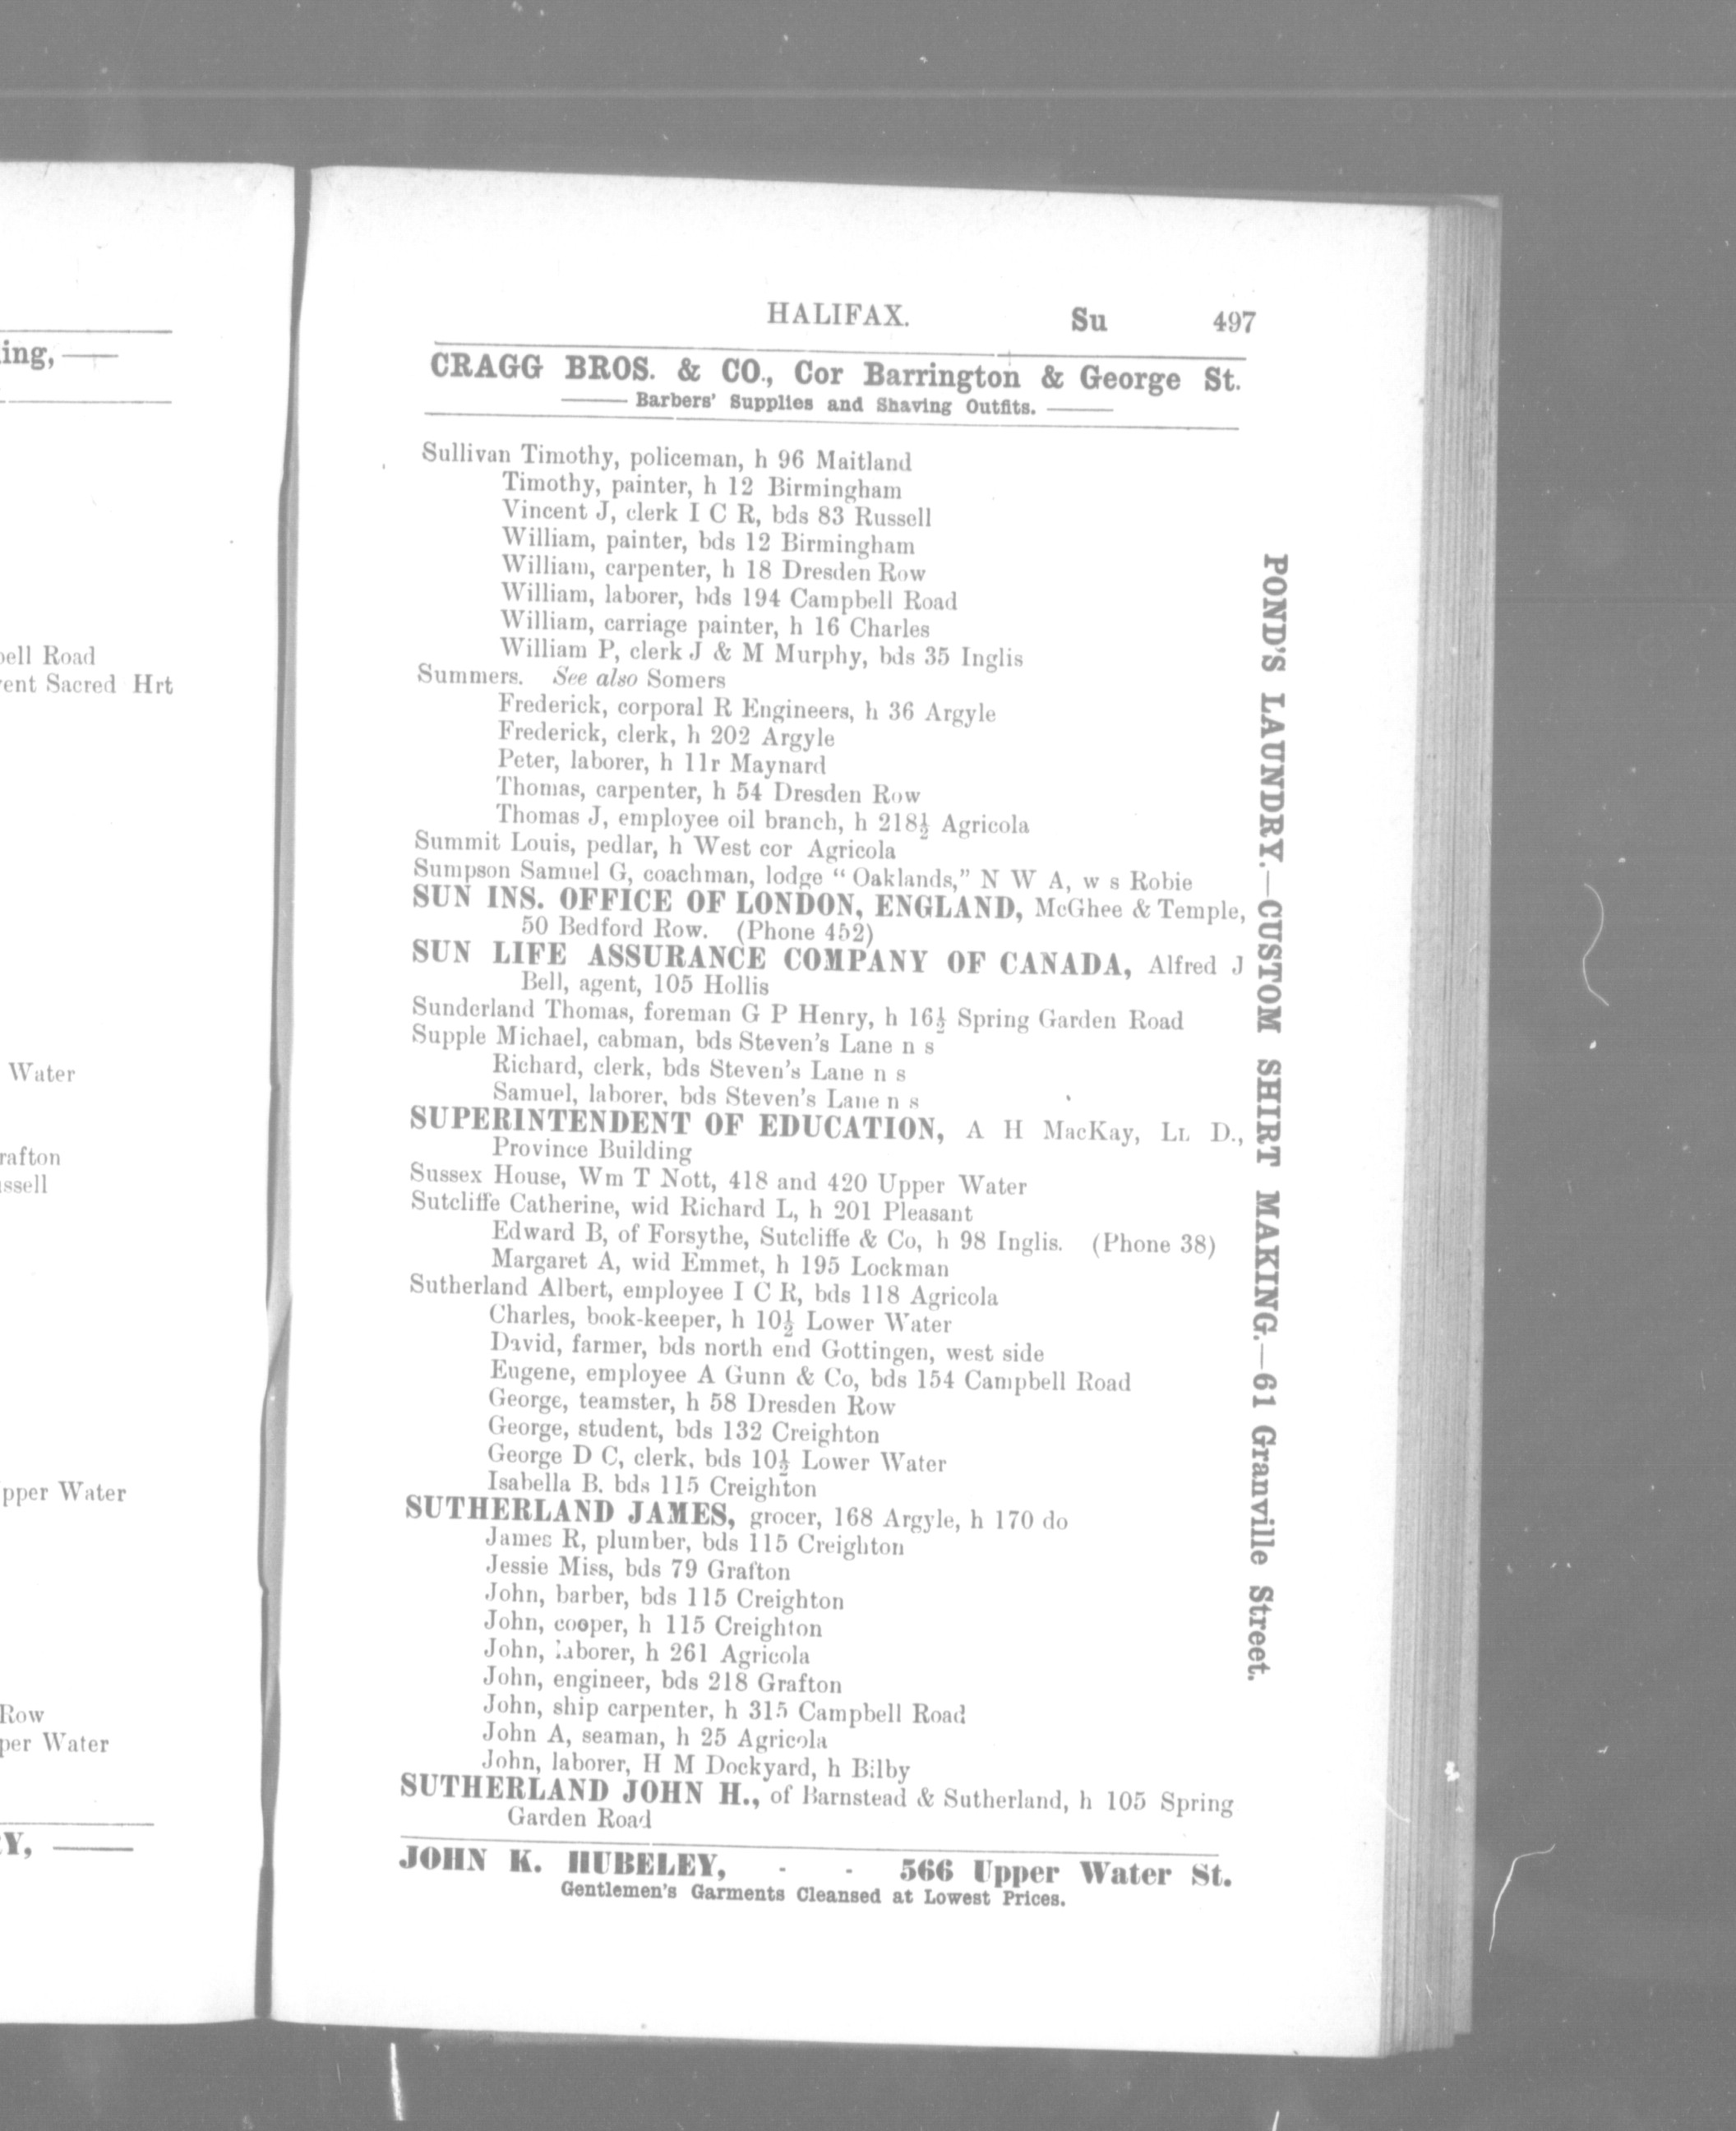 ing,
ell Road
ent Sacred Hrt
Water
rafton
ssell
pper Water
Row
per Water
Y,
HALIFAX. Su 497
CRAGG BROS. & CO., Cor Barrington & George St.
Barbers' Supplies and Shaving Outfits.
Sullivan Timothy, policeman, h 96 Maitland
Timothy, painter, h 12 Birmingham
Vincent J, clerk I C R, bds 83 Russell
William, painter, bds 12 Birmingham
William, carpenter, h 18 Dresden Row
William, laborer, bds 194 Campbell Road
William, carriage painter, h 16 Charles
William P, clerk J & M Murphy, bds 35 Inglis
Summers. See also Somers
Frederick, corporal R Engineers, h 36 Argyle
Frederick, clerk, h 202 Argyle
Peter, laborer, h 11r Maynard
Thomas, carpenter, h 54 Dresden Row
Thomas J, employee oil branch, h 218½ Agricola
Summit Louis, pedlar, h West cor Agricola
Sumpson Samuel G, coachman, lodge “ Oaklands,” N W A, w s Robie
SUN INS. OFFICE OF LONDON, ENGLAND, McGhee & Temple,
50 Bedford Row. (Phone 452)
SUN LIFE ASSURANCE COMPANY OF CANADA, Alfred J
Bell, agent, 105 Hollis
Sunderland Thomas, foreman G P Henry, h 16½ Spring Garden Road
Supple Michael, cabman, bds Steven's Lane n s
Richard, clerk, bds Steven's Lane n s
Samuel, laborer, bds Steven's Lane n s
SUPERINTENDENT OF EDUCATION, A H MacKay, LL D.,
Province Building
Sussex House, Wm T Nott, 418 and 420 Upper Water
Sutcliffe Catherine, wid Richard L, h 201 Pleasant
Edward B, of Forsythe, Sutcliffe & Co, h 98 Inglis. (Phone 38)
Margaret A, wid Emmet, h 195 Lockman
Sutherland Albert, employee I C R, bds 118 Agricola
Charles, book-keeper, h 10½ Lower Water
David, farmer, bds north end Gottingen, west side
Eugene, employee A Gunn & Co, bds 154 Campbell Road
George, teamster, h 58 Dresden Row
George, student, bds 132 Creighton
George D C, clerk, bds 10½ Lower Water
Isabella B. bds 115 Creighton
SUTHERLAND JAMES, grocer, 168 Argyle, h 170 do
James R, plumber, bds 115 Creighton
Jessie Miss, bds 79 Grafton
John, barber, bds 115 Creighton
John, cooper, h 115 Creighton
John, laborer, h 261 Agricola
John, engineer, bds 218 Grafton
John, ship carpenter, h 315 Campbell Road
John A, seaman, h 25 Agricola
John, laborer, H M Dockyard, h Bilby
SUTHERLAND JOHN H., of Barnstead & Sutherland, h 105 Spring
Garden Road
JOHN K. HUBELEY, - - 566 Upper Water St.
Gentlemen's Garments Cleansed at Lowest Prices.
POND'S LAUNDRY.—CUSTOM SHIRT MAKING.—61 Granville Street.